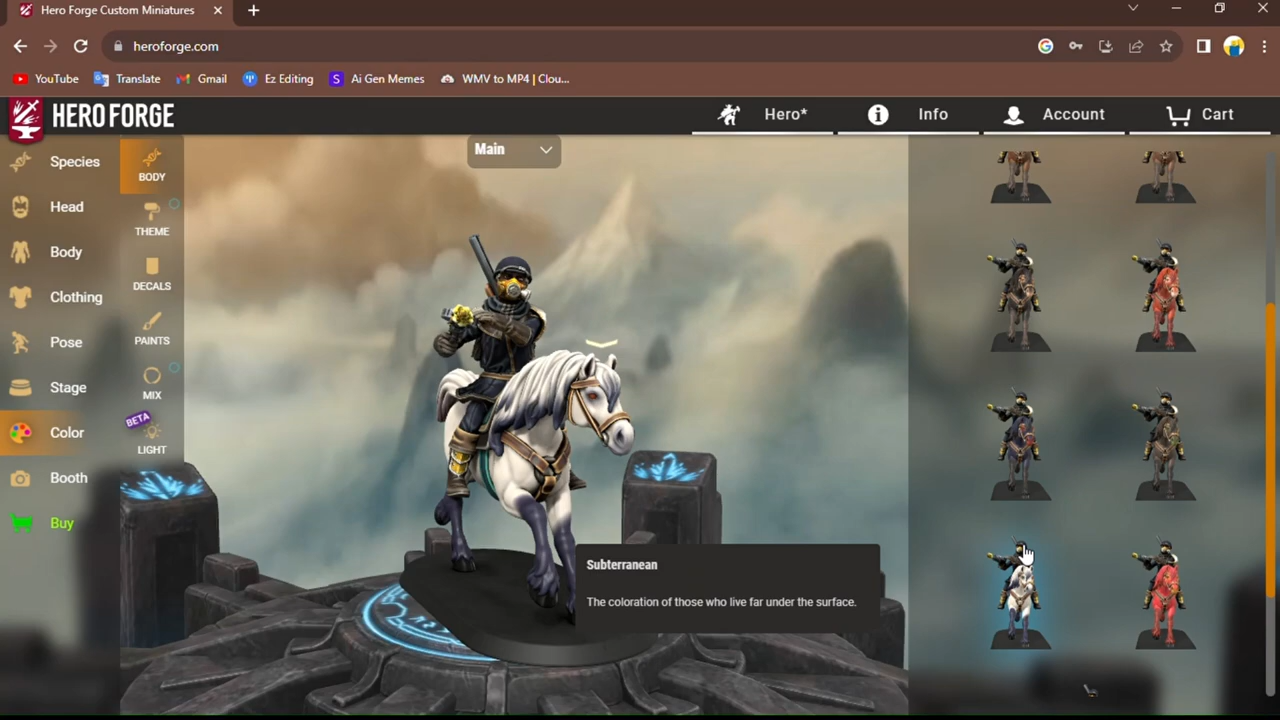 Hero Forge Custom Miniatures
heroforge.com
YouTube
Translate
Gmail
Ez Editing
S
Ai Gen Memes
WMV to MP4 | Clou...
HERO FORGE
Hero*
Info
Account
Cart
Species
Head
Body
Clothing
Pose
Stage
Color
Booth
Buy
BODY
THEME
DECALS
PAINTS
MIX
BETA
LIGHT
Main
Subterranean
The coloration of those who live far under the surface.